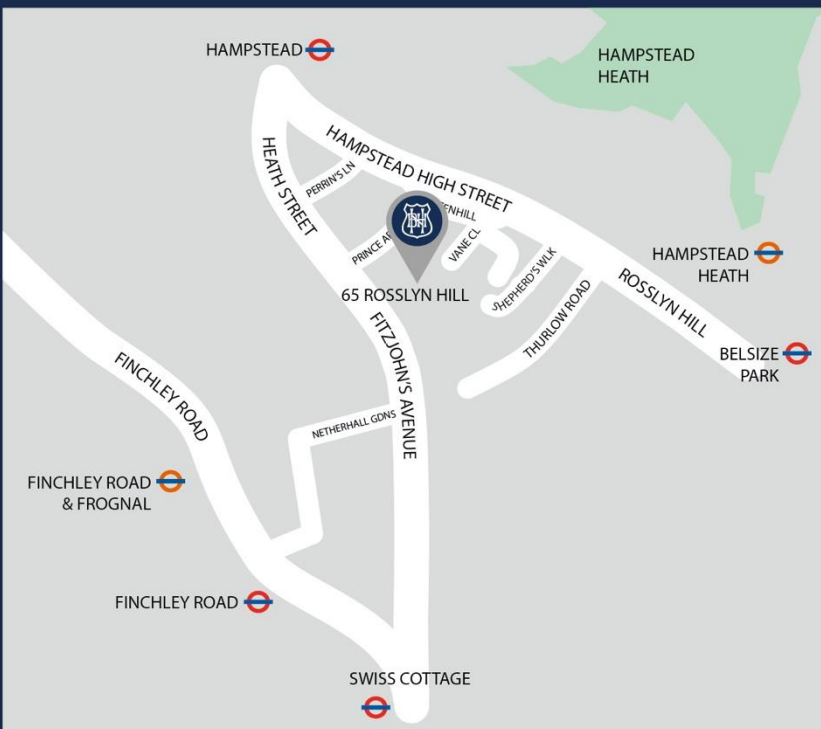 HAMPSTEAD
HAMPSTEAD
HEATH
HAMPSTEAD HIGH STREET
HEATH STREET
PERRIN'S LN
VANE CL
SHEPHERD'S WLK
HAMPSTEAD
HEATH
65 ROSSLYN HILL
ROSSLYN HILL
THURLOW ROAD
BELSIZE
PARK
FITZJOHN'S AVENUE
FINCHLEY ROAD
NETHERHALL GDNS
FINCHLEY ROAD
& FROGNAL
FINCHLEY ROAD
SWISS COTTAGE